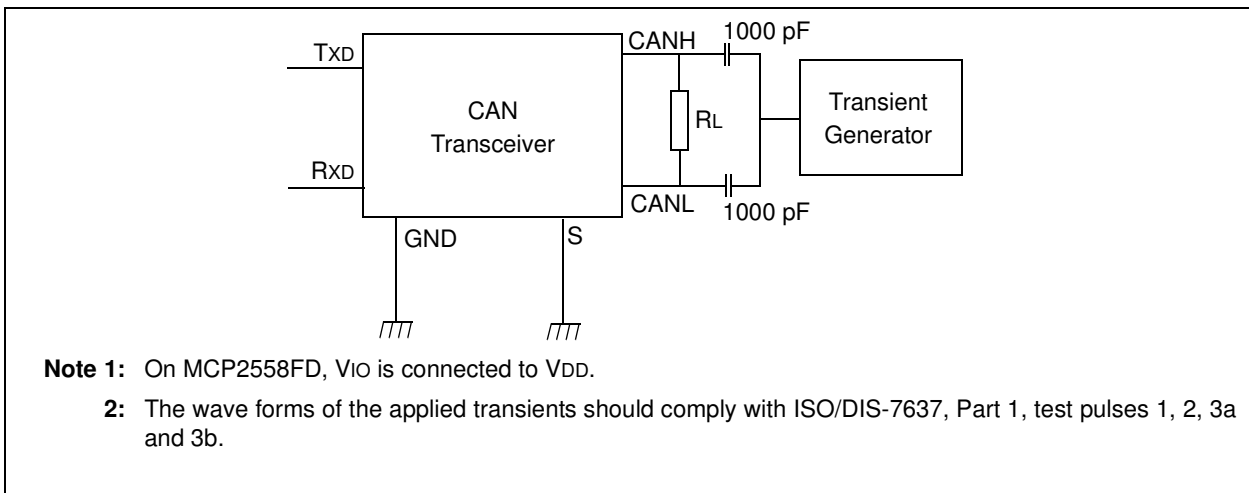 1000 pF
CANH
TXD
CAN
Transceiver
RL
Transient
Generator
RXD
CANL
1000 pF
GND
S
Note 1: On MCP2558FD, VIO is connected to VDD.
2: The wave forms of the applied transients should comply with ISO/DIS-7637, Part 1, test pulses 1, 2, 3a
and 3b.